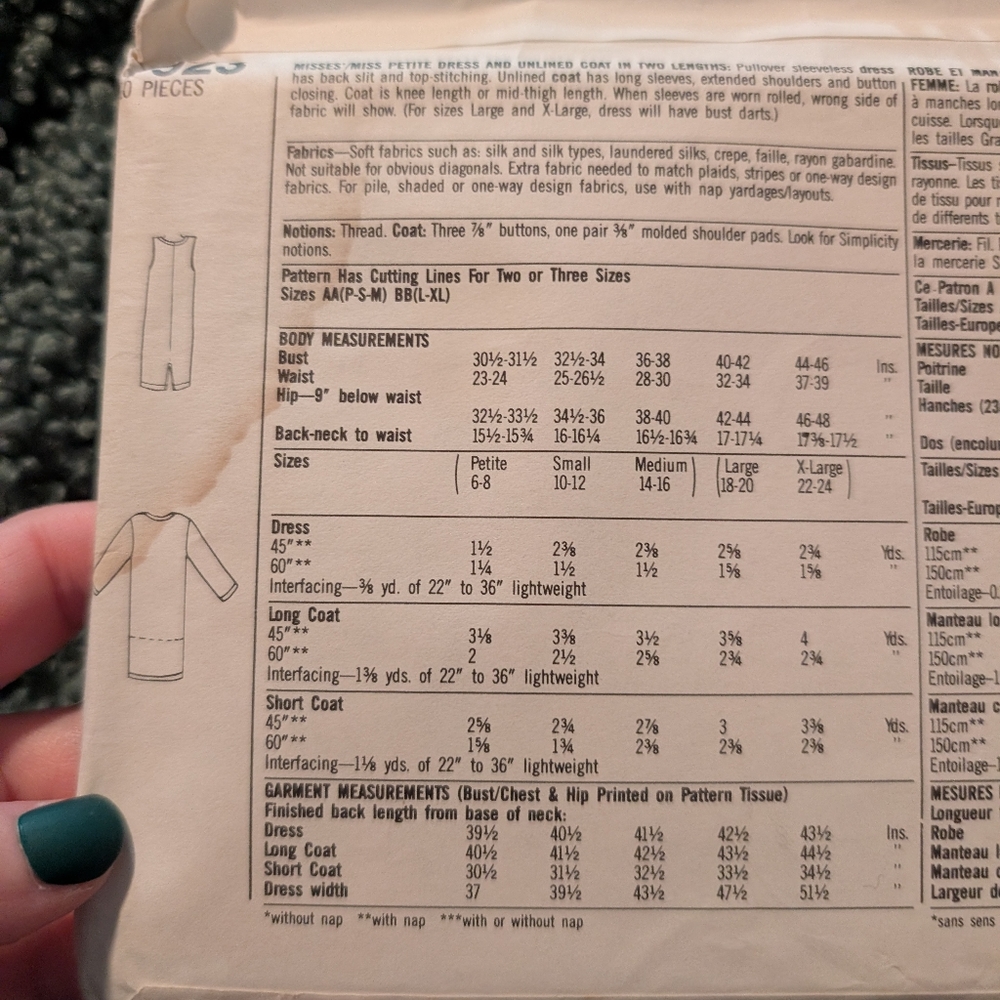 PIECES
MISSES'/MISS PETITE DRESS AND UNLINED COAT IN TWO LENGTHS: Pullover sleeveless dress
has back slit and top-stitching. Unlined coat has long sleeves, extended shoulders and button
closing. Coat is knee length or mid-thigh length. When sleeves are worn rolled, wrong side of
fabric will show. (For sizes Large and X-Large, dress will have bust darts.)
Fabrics—Soft fabrics such as: silk and silk types, laundered silks, crepe, faille, rayon gabardine.
Not suitable for obvious diagonals. Extra fabric needed to match plaids, stripes or one-way design
fabrics. For pile, shaded or one-way design fabrics, use with nap yardages/layouts.
Notions: Thread. Coat: Three ⅞" buttons, one pair ⅜" molded shoulder pads. Look for Simplicity
notions.
Pattern Has Cutting Lines For Two or Three Sizes
Sizes AA(P-S-M) BB(L-XL)
BODY MEASUREMENTS
Bust 30½-31½ 32½-34 36-38 40-42 44-46 Ins.
Waist 23-24 25-26½ 28-30 32-34 37-39 "
Hip—9" below waist
32½-33½ 34½-36 38-40 42-44 46-48 "
Back-neck to waist 15½-15¾ 16-16¼ 16½-16¾ 17-17¼ 17⅜-17½ "
Sizes (Petite Small Medium) (Large X-Large)
6-8 10-12 14-16 18-20 22-24
Dress
45"** 1½ 2⅜ 2⅜ 2⅝ 2¾ Yds.
60"** 1¼ 1½ 1½ 1⅝ 1⅝ "
Interfacing—⅜ yd. of 22" to 36" lightweight
Long Coat
45"** 3⅛ 3⅜ 3½ 3⅝ 4 Yds.
60"** 2 2½ 2⅝ 2¾ 2¾ "
Interfacing—1⅜ yds. of 22" to 36" lightweight
Short Coat
45"** 2⅝ 2¾ 2⅞ 3 3⅜ Yds.
60"** 1⅝ 1¾ 2⅜ 2⅜ 2⅜ "
Interfacing—1⅛ yds. of 22" to 36" lightweight
GARMENT MEASUREMENTS (Bust/Chest & Hip Printed on Pattern Tissue)
Finished back length from base of neck:
Dress 39½ 40½ 41½ 42½ 43½ Ins.
Long Coat 40½ 41½ 42½ 43½ 44½ "
Short Coat 30½ 31½ 32½ 33½ 34½ "
Dress width 37 39½ 43½ 47½ 51½ "
*without nap **with nap ***with or without nap
ROBE ET
FEMME: La
à manches
cuisse.
les tailles
Tissus—Tissus
rayonne. Les
de tissu pour
de differents
Mercerie: Fil.
la mercerie
Ce Patron A
Tailles/Sizes
Tailles-Europe
MESURES
Poitrine
Taille
Hanches (23
Dos
Tailles/Sizes
Tailles-Europ
Robe
115cm**
150cm**
Entoilage—0.
Manteau
115cm**
150cm**
Entoilage—1
Manteau
115cm**
150cm**
Entoilage—1
MESURES
Longueur
Robe
Manteau
Manteau
Largeur
*sans sens